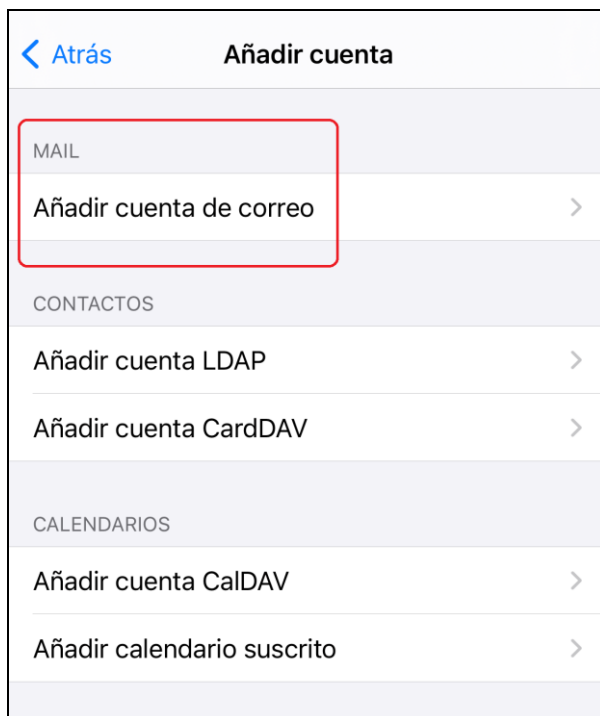 Atrás Añadir cuenta
MAIL
Añadir cuenta de correo
CONTACTOS
Añadir cuenta LDAP
Añadir cuenta CardDAV
CALENDARIOS
Añadir cuenta CalDAV
Añadir calendario suscrito